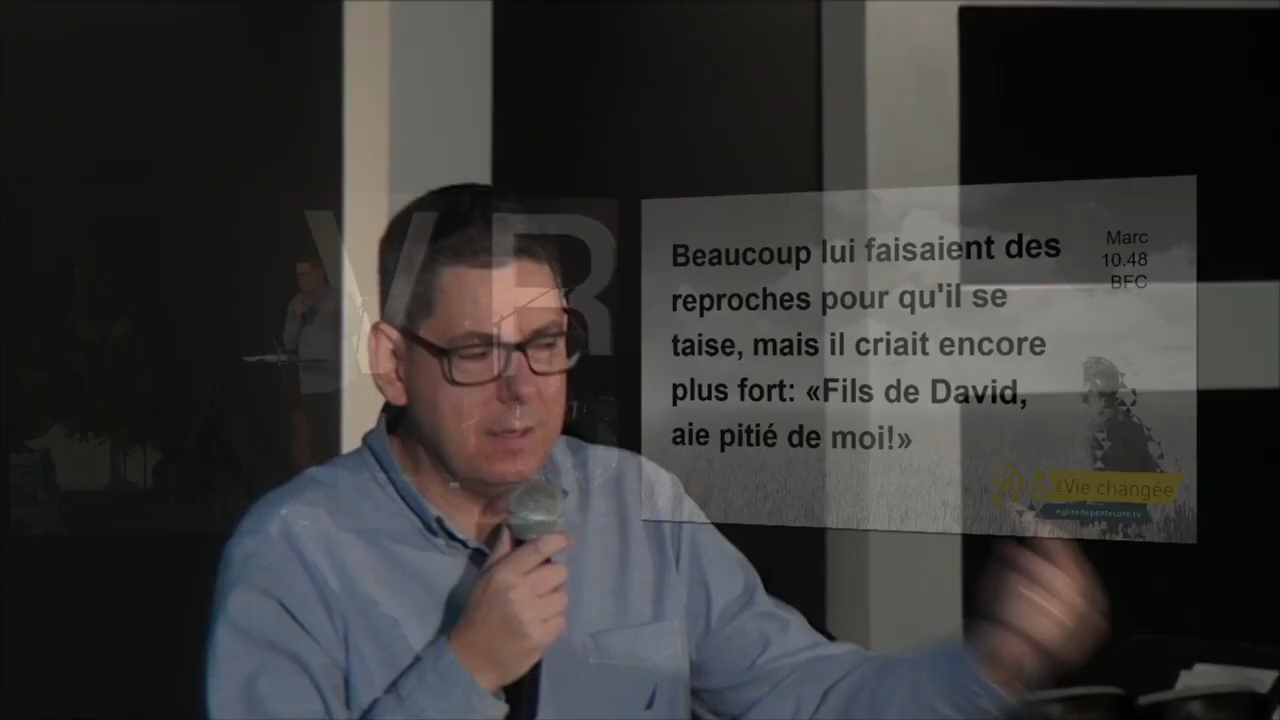 V R
Beaucoup lui faisaient des
reproches pour qu'il se
taise, mais il criait encore
plus fort: «Fils de David,
aie pitié de moi!»
Marc
10.48
BFC
Vie changée
eglisedepentecote.tv